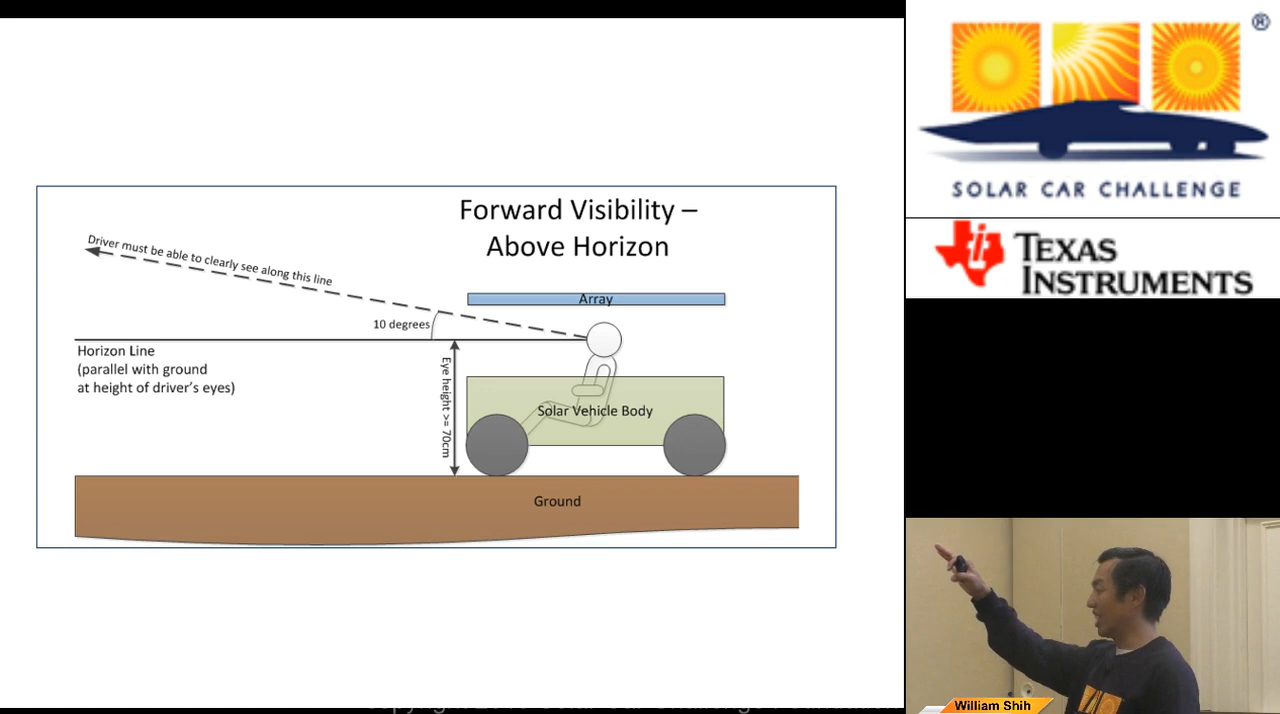 Forward Visibility –
Above Horizon
Driver must be able to clearly see along this line
Array
10 degrees
Horizon Line
(parallel with ground
at height of driver's eyes)
Eye height >= 70cm
Solar Vehicle Body
Ground
®
SOLAR CAR CHALLENGE
TEXAS
INSTRUMENTS
William Shih